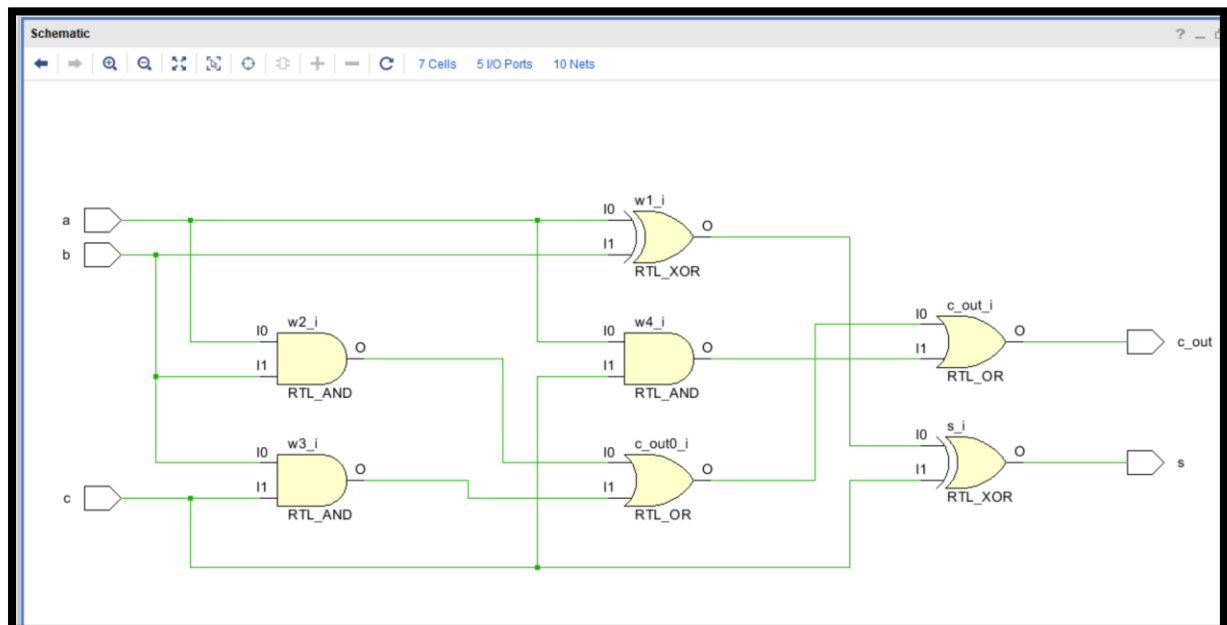 Schematic
?
7 Cells 5 I/O Ports 10 Nets
w1_i
a
I0
O
b
I1
RTL_XOR
w2_i
w4_i
c_out_i
I0
I0
I0
O
O
O
I1
I1
I1
c_out
RTL_AND
RTL_AND
RTL_OR
w3_i
c_out0_i
s_i
I0
I0
I0
O
O
O
s
c
I1
I1
I1
RTL_AND
RTL_OR
RTL_XOR